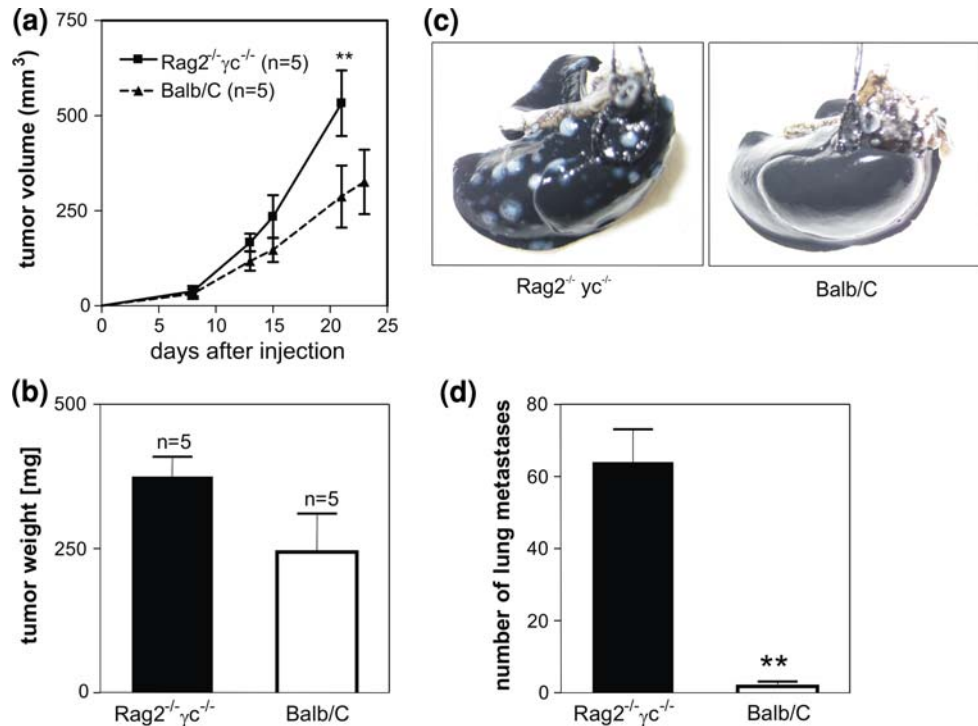 (a)
750
500
250
0
tumor volume (mm³)
Rag2⁻/⁻γc⁻/⁻ (n=5)
Balb/C (n=5)
**
0 5 10 15 20 25
days after injection
(c)
Rag2⁻/⁻ yc⁻/⁻
Balb/C
(b)
500
250
0
tumor weight [mg]
n=5
n=5
Rag2⁻/⁻γc⁻/⁻
Balb/C
(d)
80
60
40
20
0
number of lung metastases
**
Rag2⁻/⁻γc⁻/⁻
Balb/C